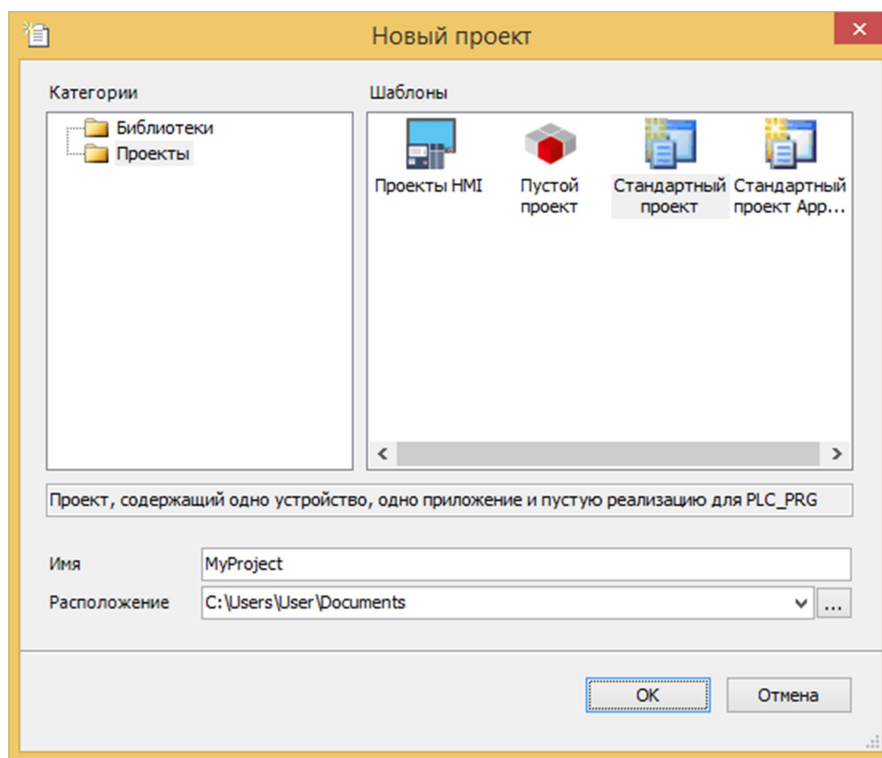 Новый проект
Категории
Шаблоны
Библиотеки
Проекты
Проекты HMI
Пустой
проект
Стандартный
проект
Стандартный
проект App...
Проект, содержащий одно устройство, одно приложение и пустую реализацию для PLC_PRG
Имя
MyProject
Расположение
C:\Users\User\Documents
...
OK
Отмена